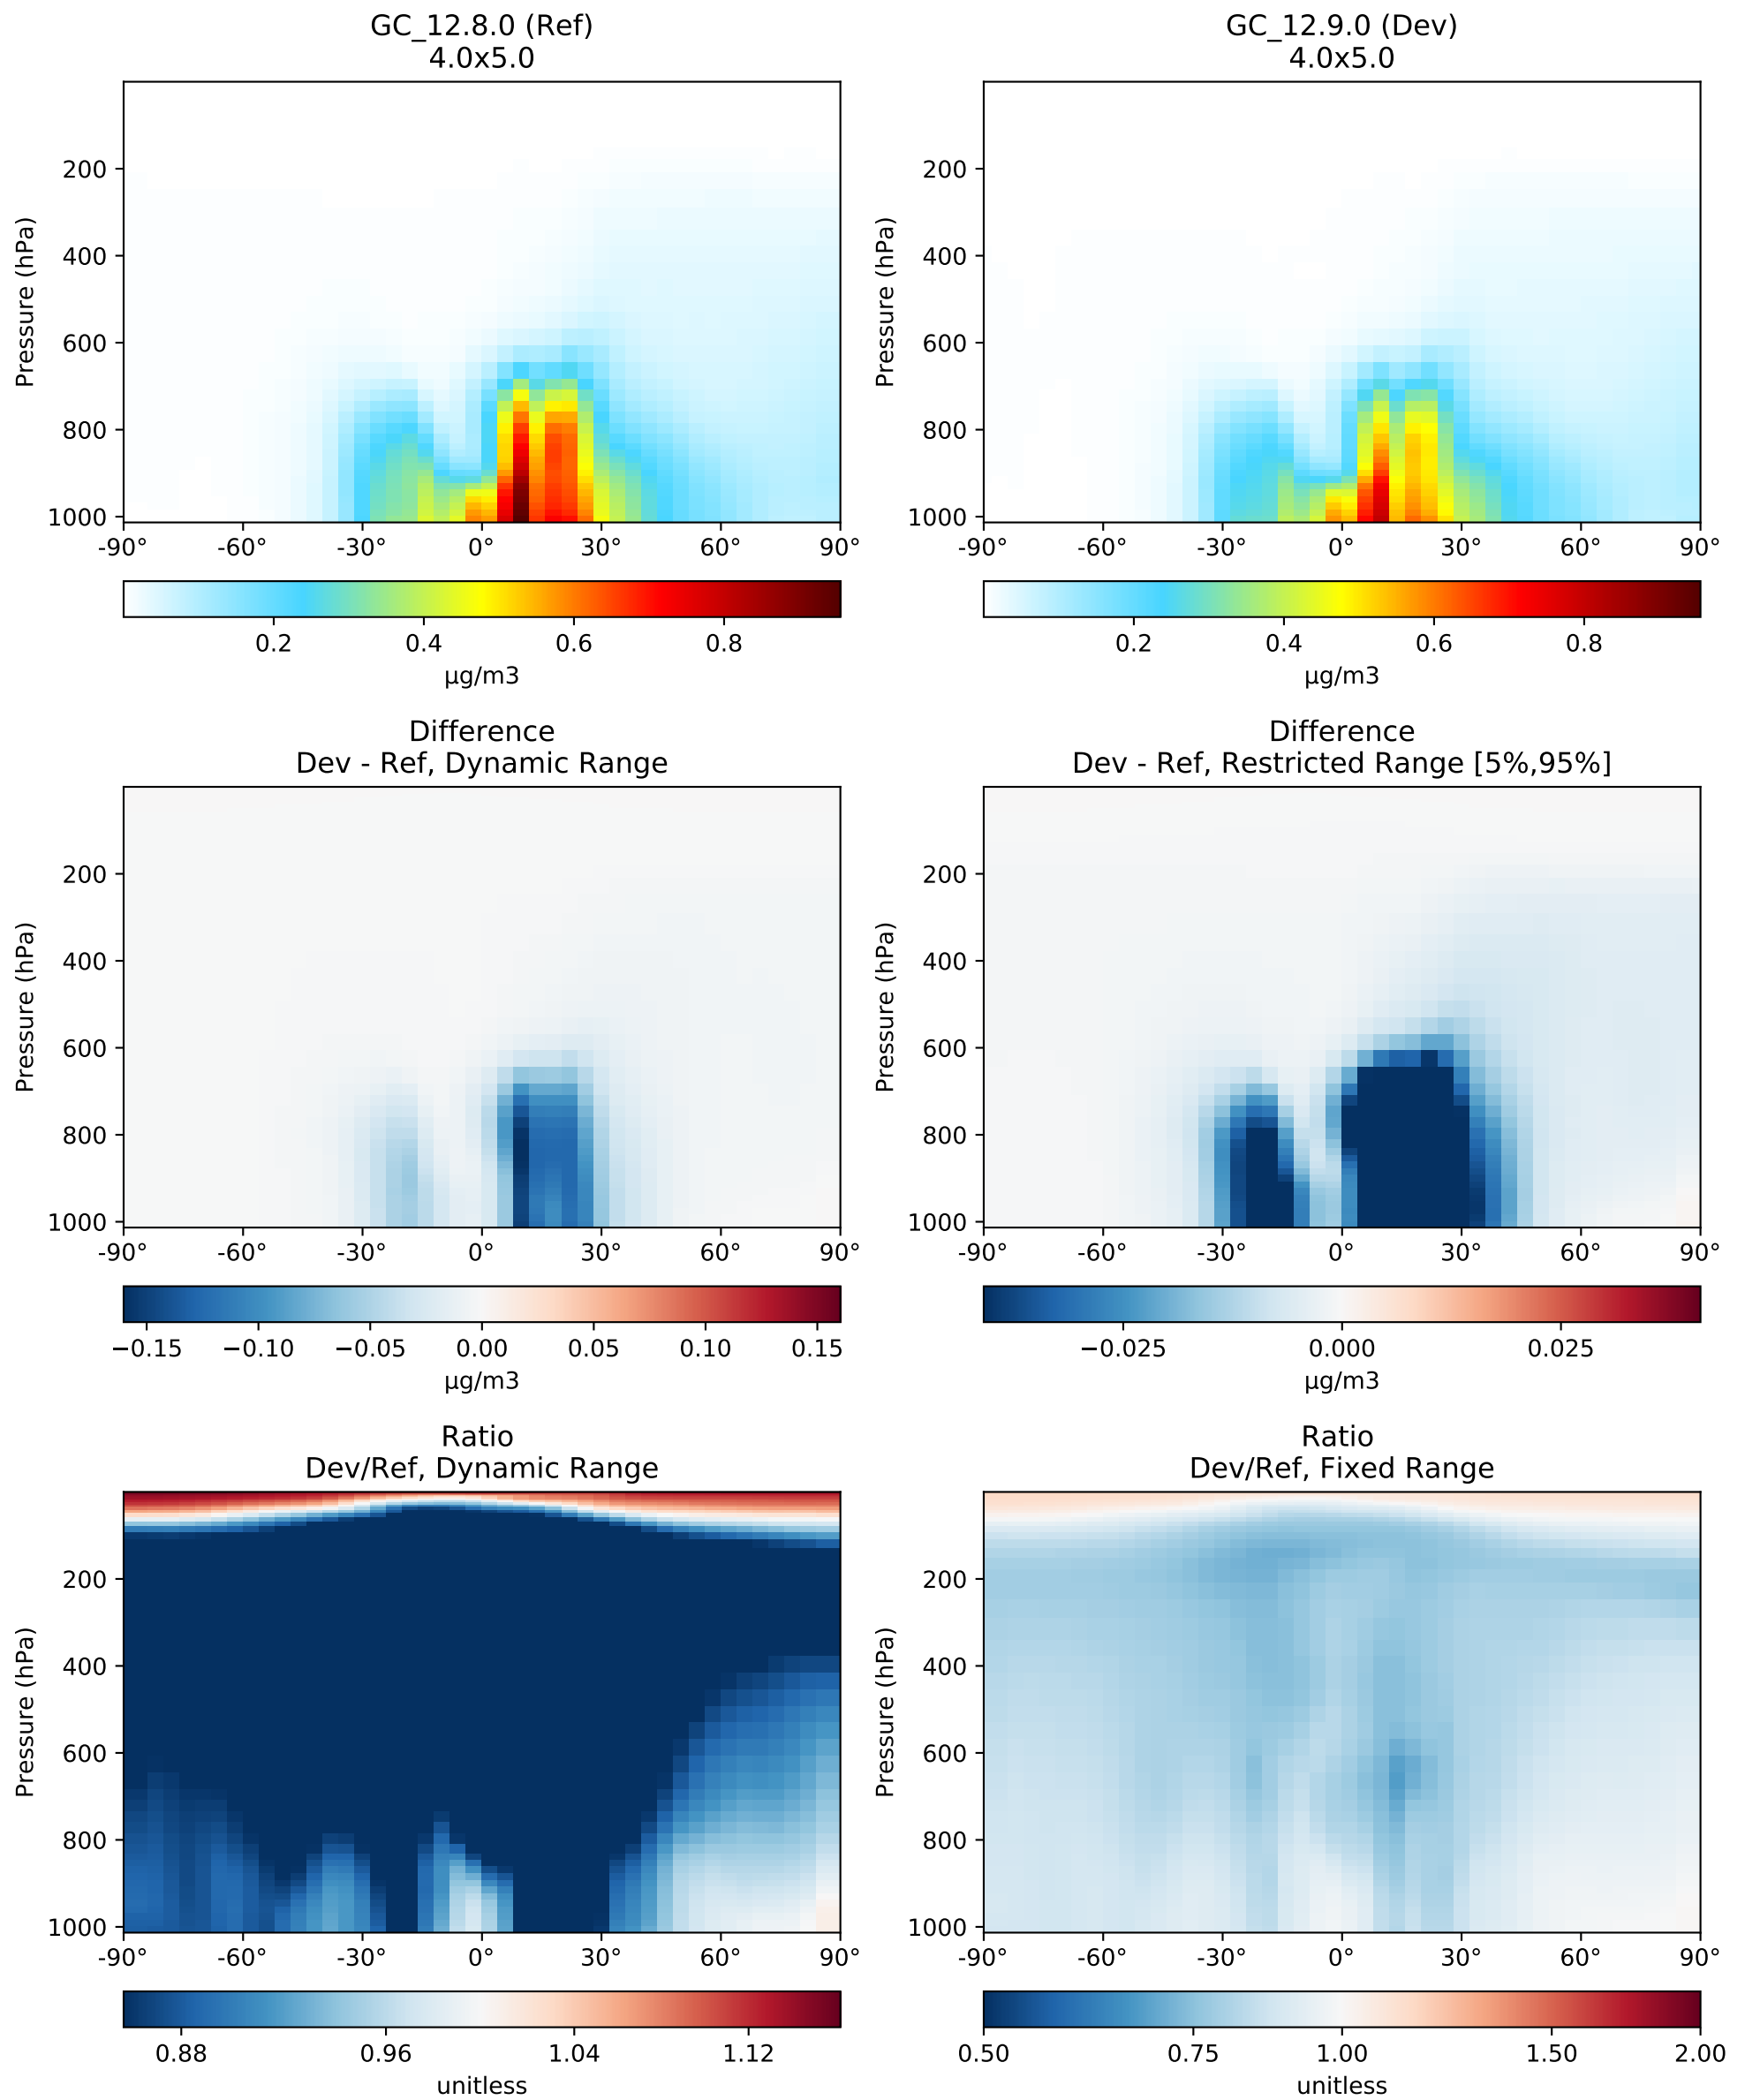 GC_12.8.0 (Ref)
4.0x5.0
Pressure (hPa)
200
400
600
800
1000
-90° -60° -30° 0° 30° 60° 90°
0.2 0.4 0.6 0.8
µg/m3
GC_12.9.0 (Dev)
4.0x5.0
Pressure (hPa)
200
400
600
800
1000
-90° -60° -30° 0° 30° 60° 90°
0.2 0.4 0.6 0.8
µg/m3
Difference
Dev - Ref, Dynamic Range
Pressure (hPa)
200
400
600
800
1000
-90° -60° -30° 0° 30° 60° 90°
−0.15 −0.10 −0.05 0.00 0.05 0.10 0.15
µg/m3
Difference
Dev - Ref, Restricted Range [5%,95%]
Pressure (hPa)
200
400
600
800
1000
-90° -60° -30° 0° 30° 60° 90°
−0.025 0.000 0.025
µg/m3
Ratio
Dev/Ref, Dynamic Range
Pressure (hPa)
200
400
600
800
1000
-90° -60° -30° 0° 30° 60° 90°
0.88 0.96 1.04 1.12
unitless
Ratio
Dev/Ref, Fixed Range
Pressure (hPa)
200
400
600
800
1000
-90° -60° -30° 0° 30° 60° 90°
0.50 0.75 1.00 1.50 2.00
unitless